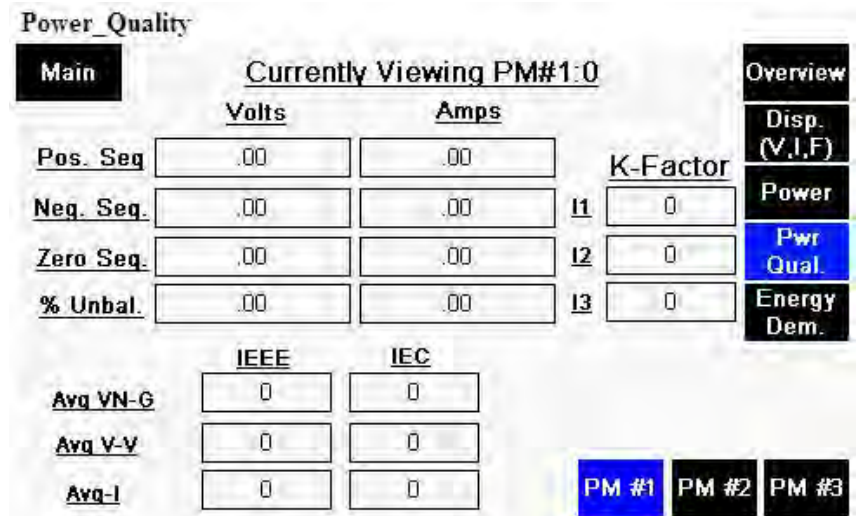 Power_Quality
Main
Currently Viewing PM#1:0
Overview
Volts Amps
Disp.
(V,I,F)
Pos. Seq .00 .00
K-Factor
Neg. Seq. .00 .00 I1 0
Power
Zero Seq. .00 .00 I2 0
Pwr
Qual.
% Unbal. .00 .00 I3 0
Energy
Dem.
IEEE IEC
Avg VN-G 0 0
Avg V-V 0 0
Avg-I 0 0
PM #1 PM #2 PM #3